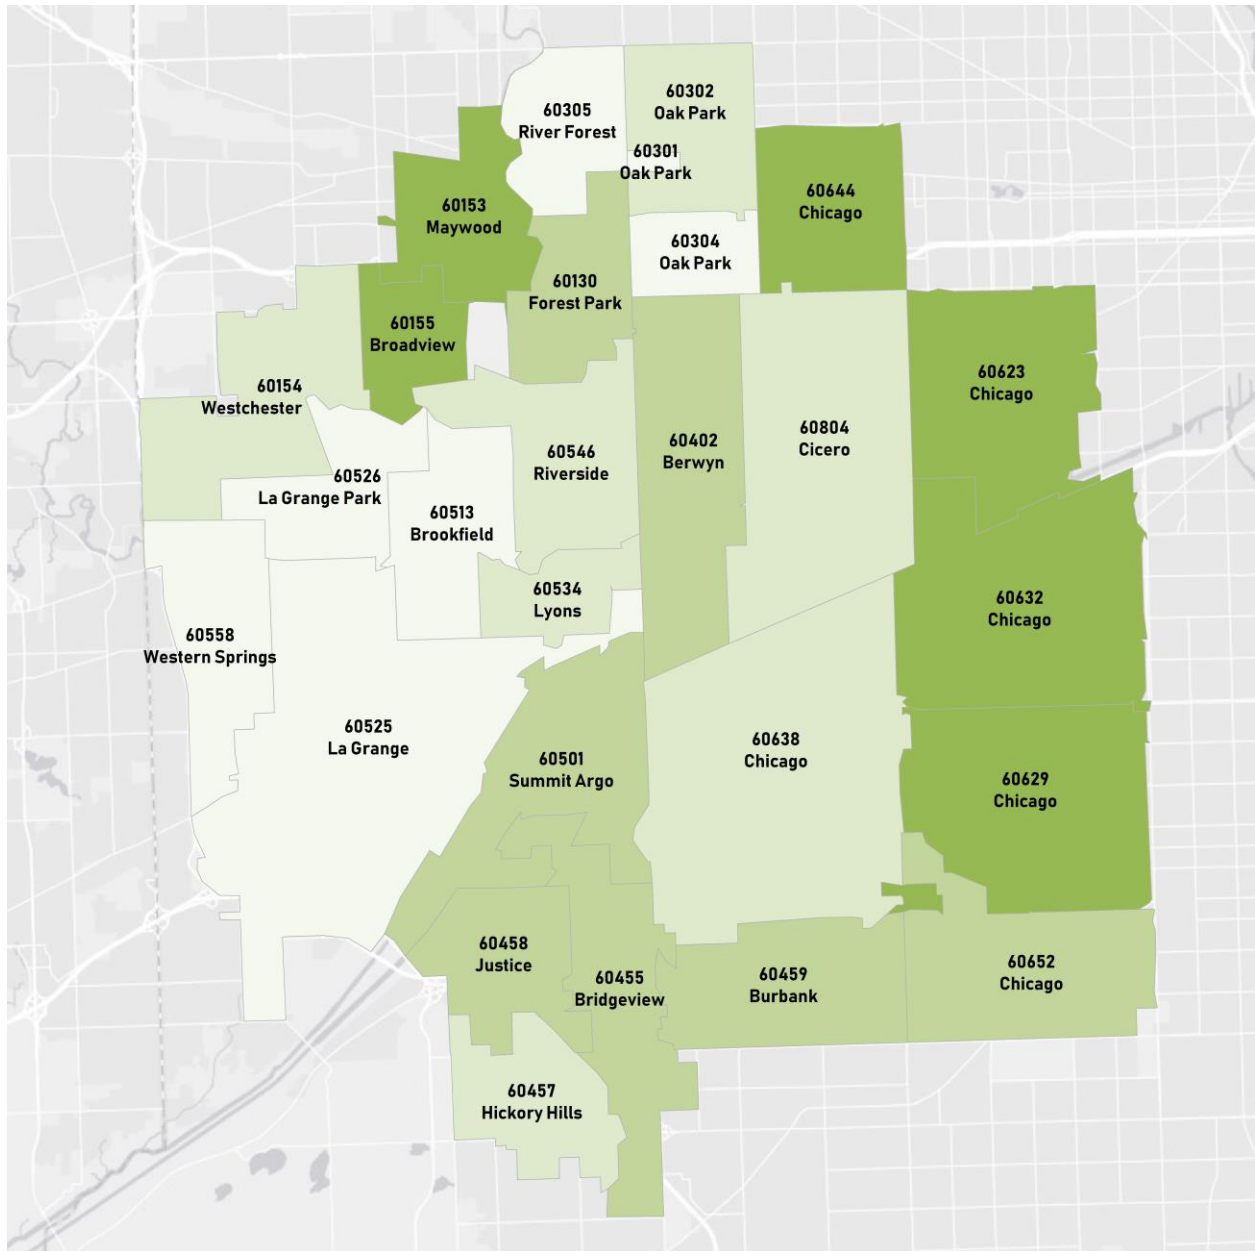 60302
Oak Park
60305
River Forest
60301
Oak Park
60644
Chicago
60153
Maywood
60304
Oak Park
60130
Forest Park
60155
Broadview
60623
Chicago
60154
Westchester
60402
Berwyn
60804
Cicero
60546
Riverside
60526
La Grange Park
60513
Brookfield
60534
Lyons
60632
Chicago
60558
Western Springs
60525
La Grange
60638
Chicago
60501
Summit Argo
60629
Chicago
60458
Justice
60455
Bridgeview
60459
Burbank
60652
Chicago
60457
Hickory Hills